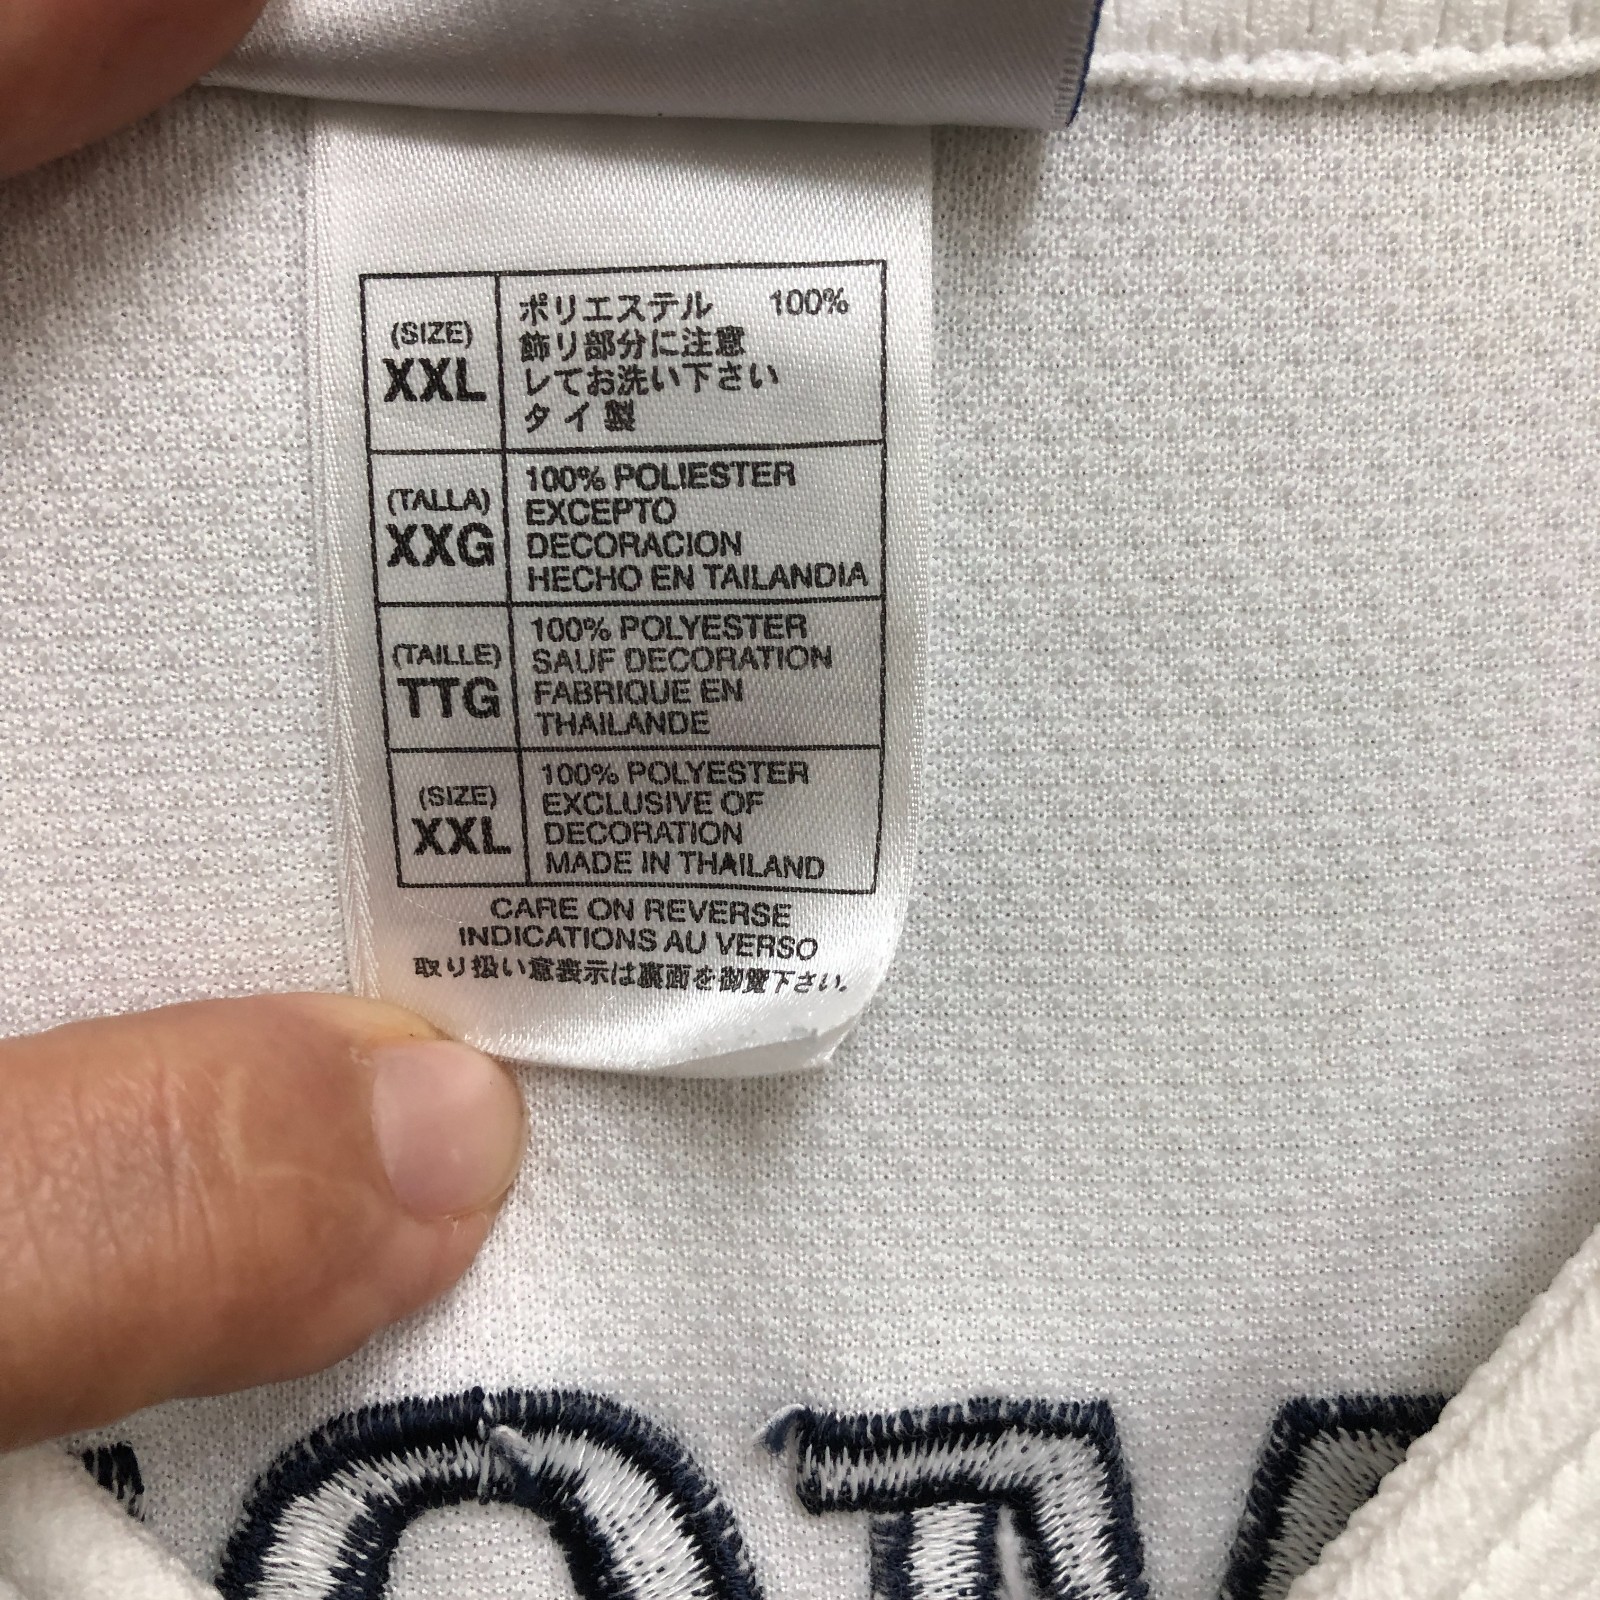 (SIZE)
XXL
ポリエステル 100%
飾り部分に注意
してお洗い下さい
タイ製
(TALLA)
XXG
100% POLIESTER
EXCEPTO
DECORACION
HECHO EN TAILANDIA
(TAILLE)
TTG
100% POLYESTER
SAUF DECORATION
FABRIQUE EN
THAILANDE
(SIZE)
XXL
100% POLYESTER
EXCLUSIVE OF
DECORATION
MADE IN THAILAND
CARE ON REVERSE
INDICATIONS AU VERSO
取り扱い意表示は裏面を御覧下さい。